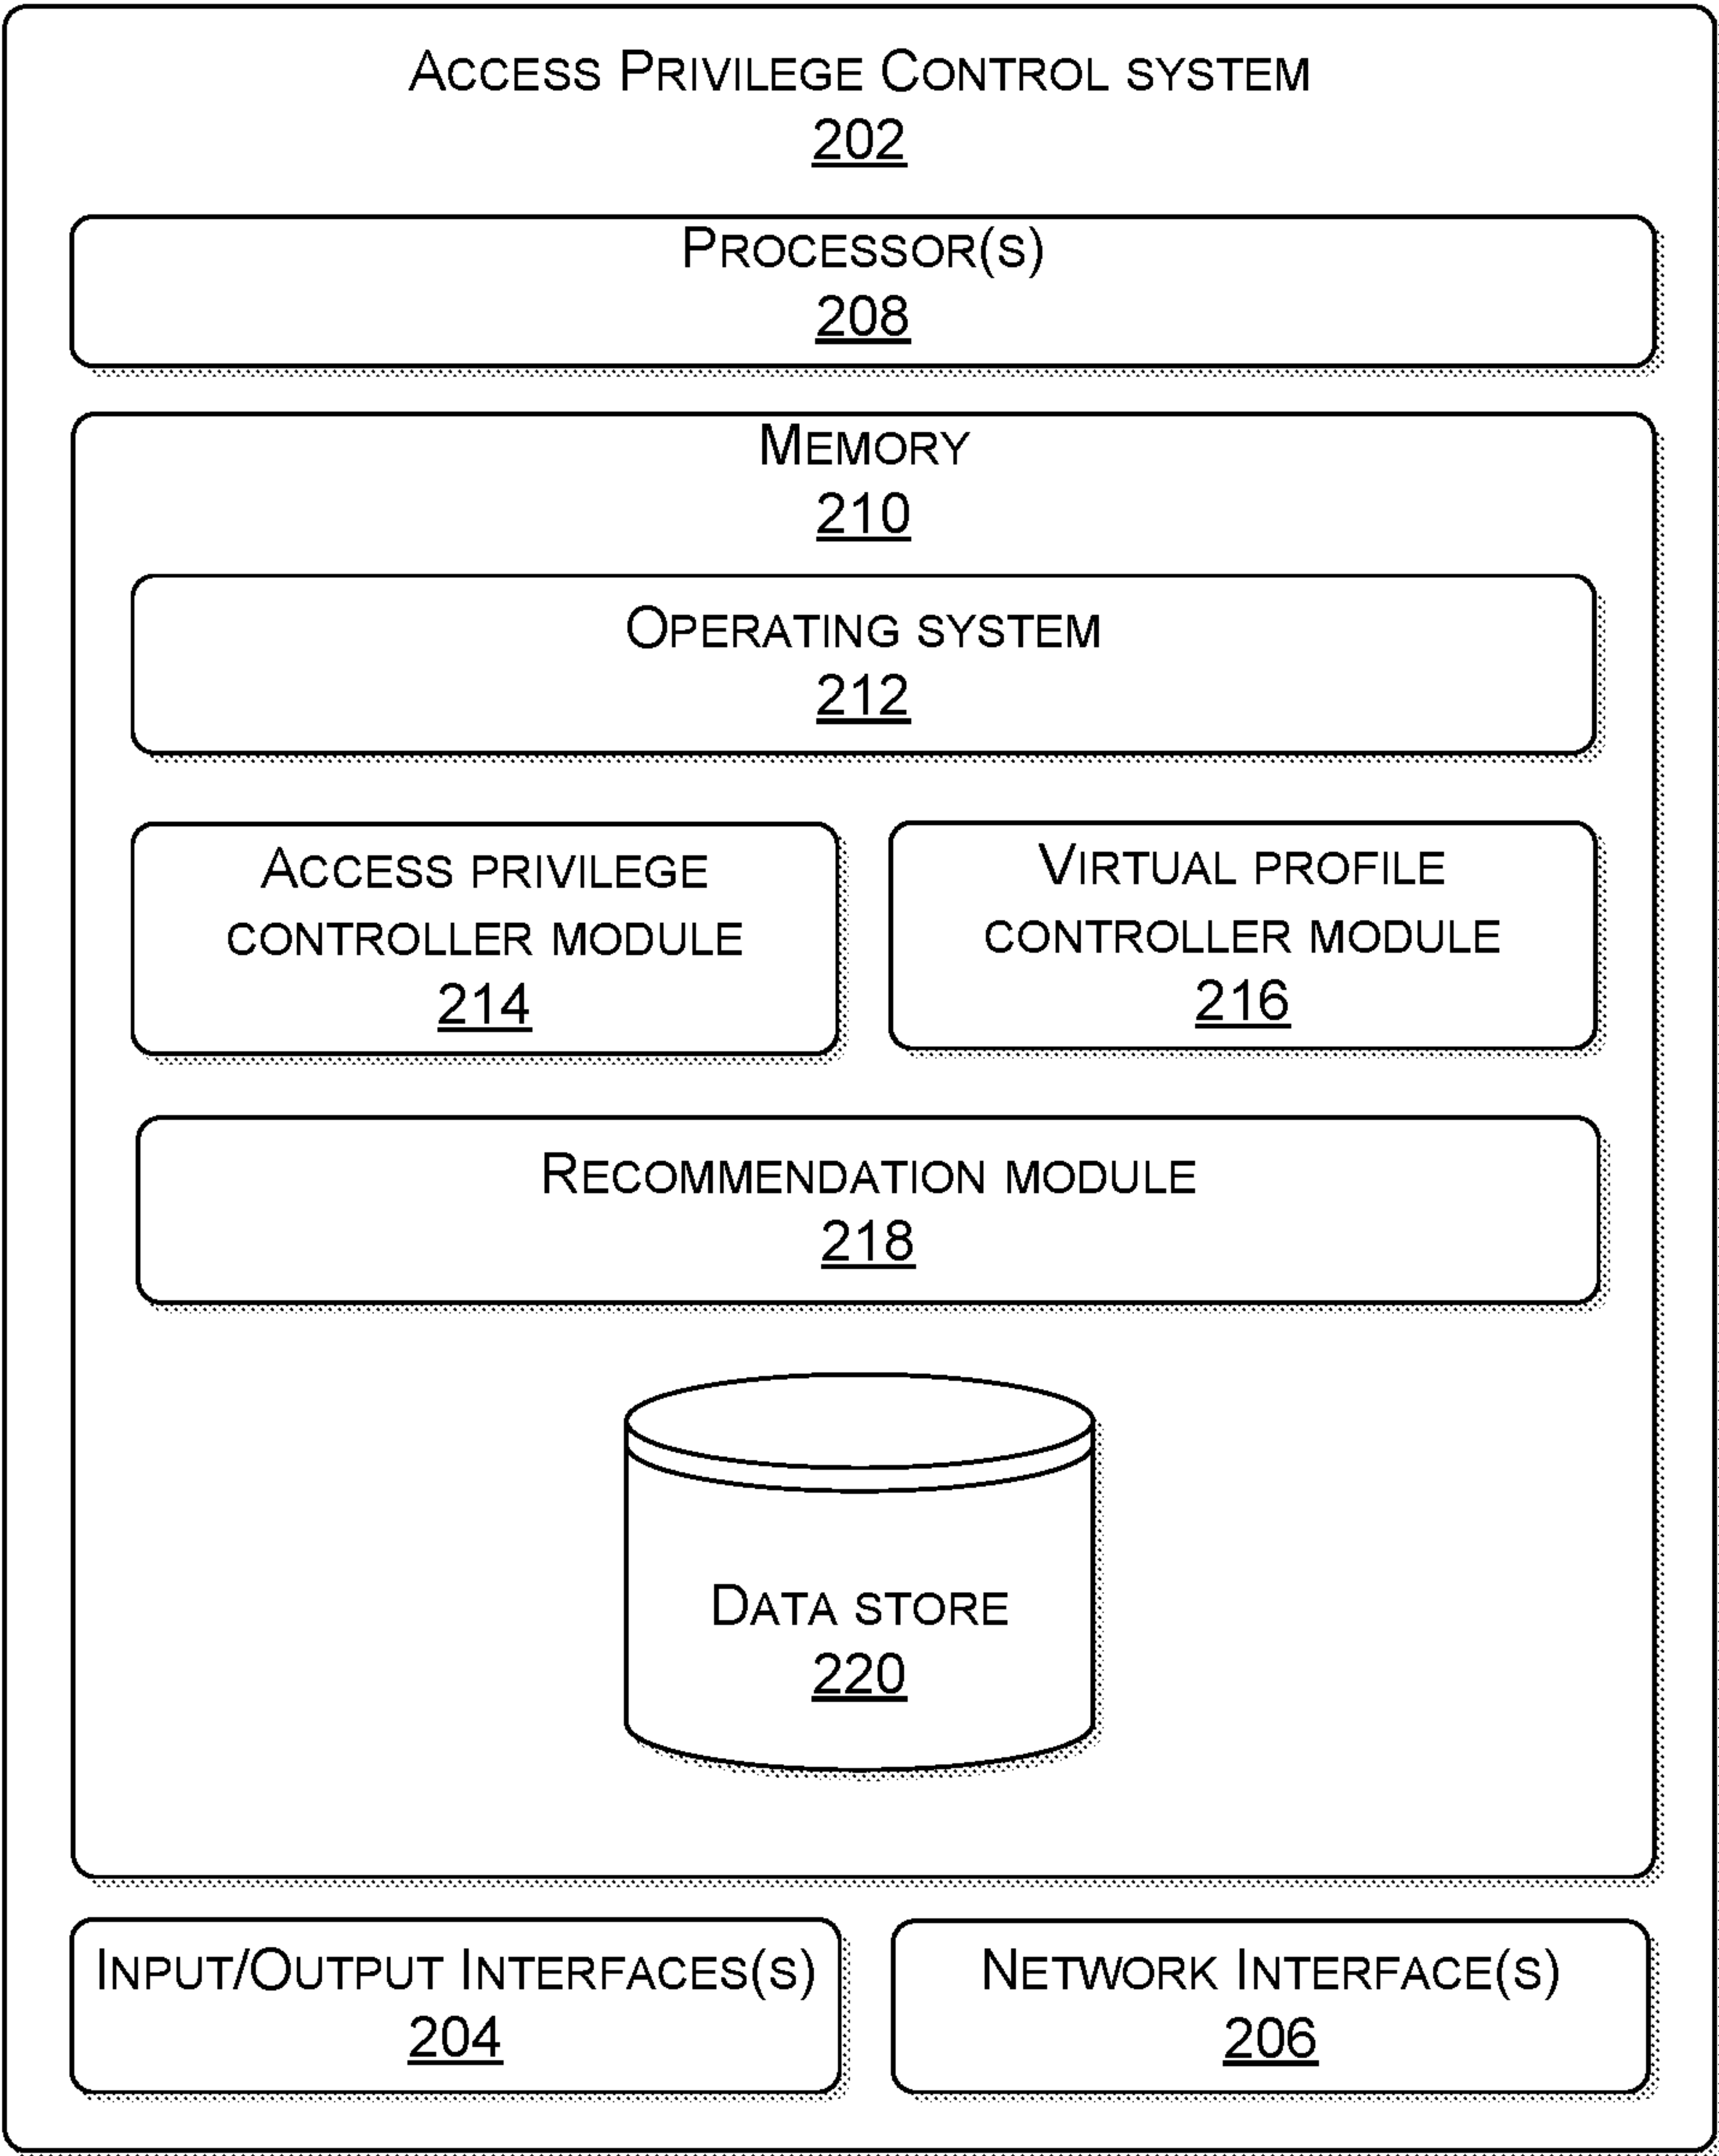 ACCESS PRIVILEGE CONTROL SYSTEM
202
PROCESSOR(S)
208
MEMORY
210
OPERATING SYSTEM
212
ACCESS PRIVILEGE
CONTROLLER MODULE
214
VIRTUAL PROFILE
CONTROLLER MODULE
216
RECOMMENDATION MODULE
218
DATA STORE
220
INPUT/OUTPUT INTERFACES(S)
204
NETWORK INTERFACE(S)
206